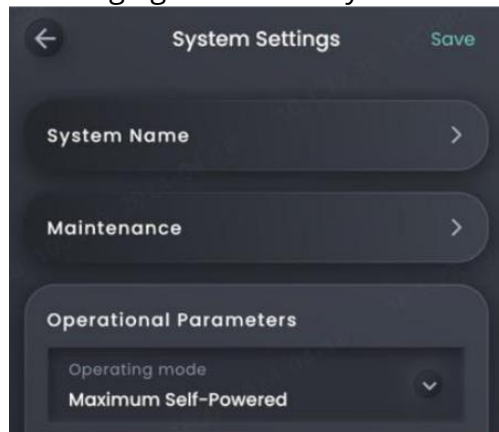 System Settings Save
System Name
Maintenance
Operational Parameters
Operating mode
Maximum Self-Powered